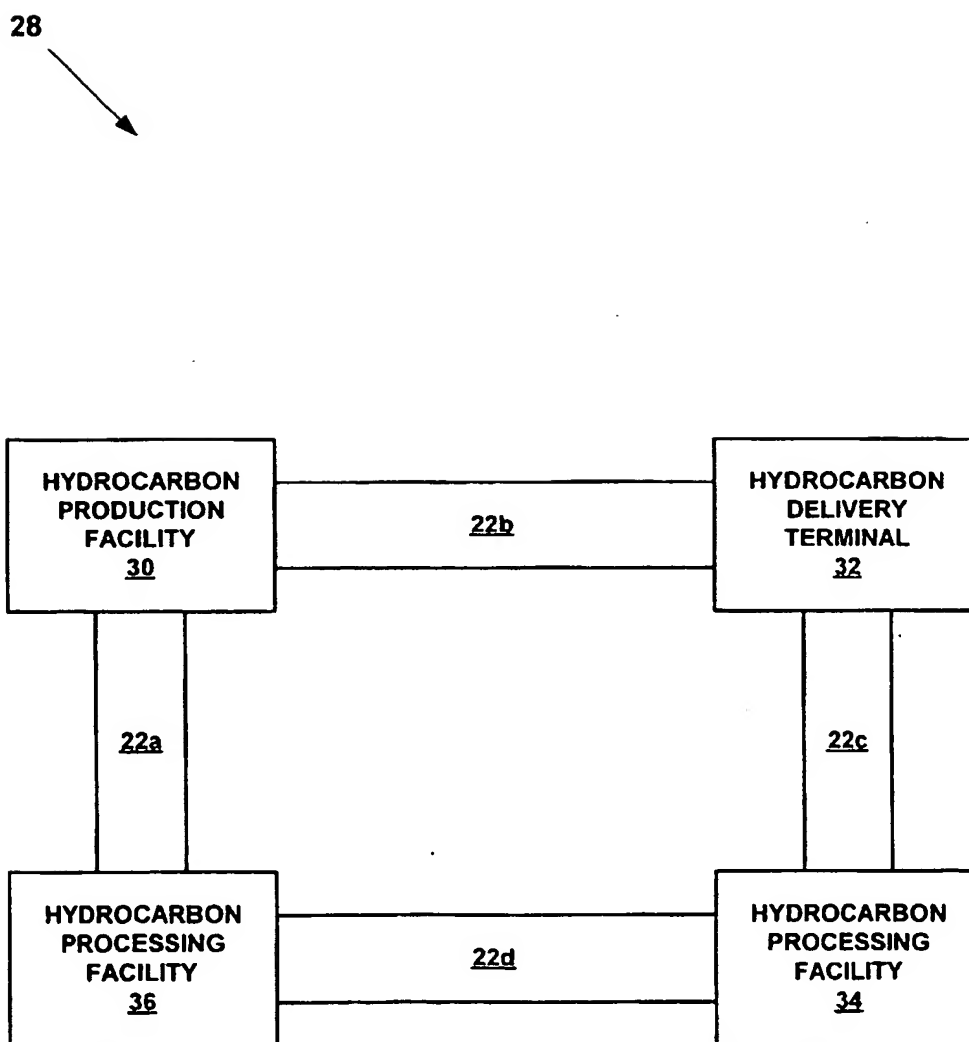 28
HYDROCARBON
PRODUCTION
FACILITY
30
22b
HYDROCARBON
DELIVERY
TERMINAL
32
22a
22c
HYDROCARBON
PROCESSING
FACILITY
36
22d
HYDROCARBON
PROCESSING
FACILITY
34